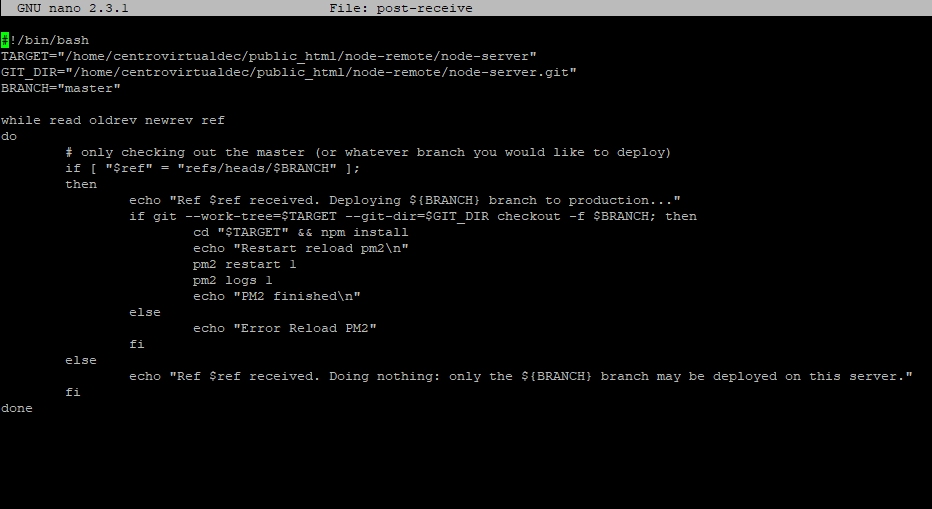 GNU nano 2.3.1 File: post-receive
#!/bin/bash
TARGET="/home/centrovirtualdec/public_html/node-remote/node-server"
GIT_DIR="/home/centrovirtualdec/public_html/node-remote/node-server.git"
BRANCH="master"
while read oldrev newrev ref
do
# only checking out the master (or whatever branch you would like to deploy)
if [ "$ref" = "refs/heads/$BRANCH" ];
then
echo "Ref $ref received. Deploying ${BRANCH} branch to production..."
if git --work-tree=$TARGET --git-dir=$GIT_DIR checkout -f $BRANCH; then
cd "$TARGET" && npm install
echo "Restart reload pm2\n"
pm2 restart 1
pm2 logs 1
echo "PM2 finished\n"
else
echo "Error Reload PM2"
fi
else
echo "Ref $ref received. Doing nothing: only the ${BRANCH} branch may be deployed on this server."
fi
done